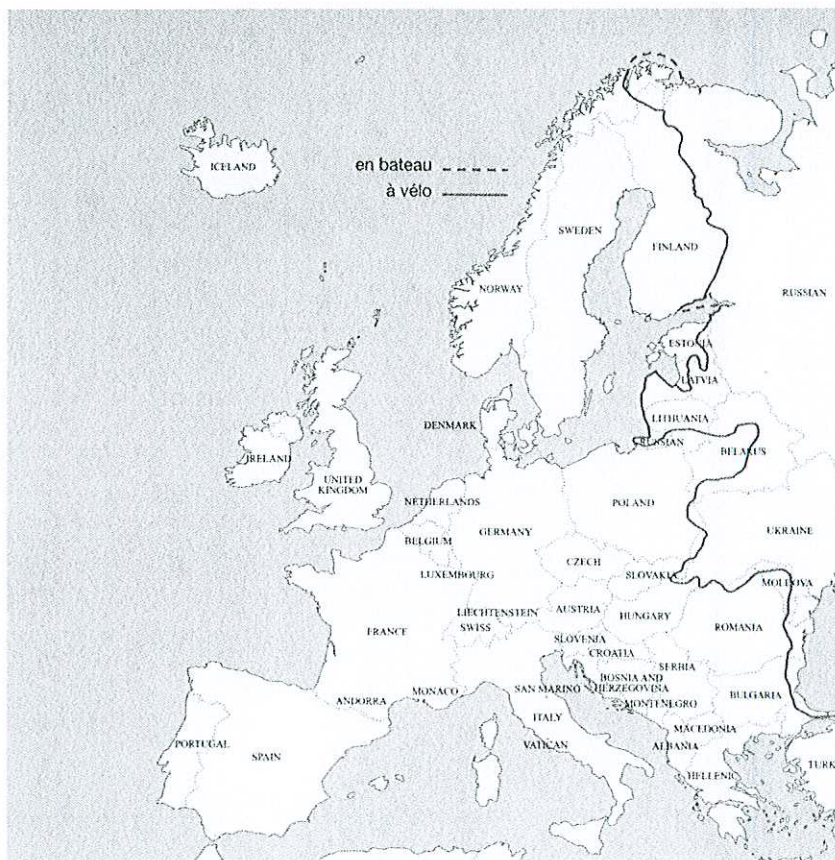 ICELAND
en bateau
à vélo
SWEDEN
FINLAND
NORWAY
RUSSIAN
ESTONIA
LATVIA
LITHUANIA
DENMARK
RUSSIAN
BELARUS
IRELAND
UNITED
KINGDOM
NETHERLANDS
POLAND
GERMANY
UKRAINE
BELGIUM
CZECH
LUXEMBOURG
SLOVAKIA
MOLDOVA
LIECHTENSTEIN
AUSTRIA
HUNGARY
SWISS
FRANCE
ROMANIA
SLOVENIA
CROATIA
SERBIA
BOSNIA AND
HERZEGOVINA
MONACO
SAN MARINO
ANDORRA
BULGARIA
MONTENEGRO
ITALY
MACEDONIA
PORTUGAL
SPAIN
VATICAN
ALBANIA
HELLENIC
TURK